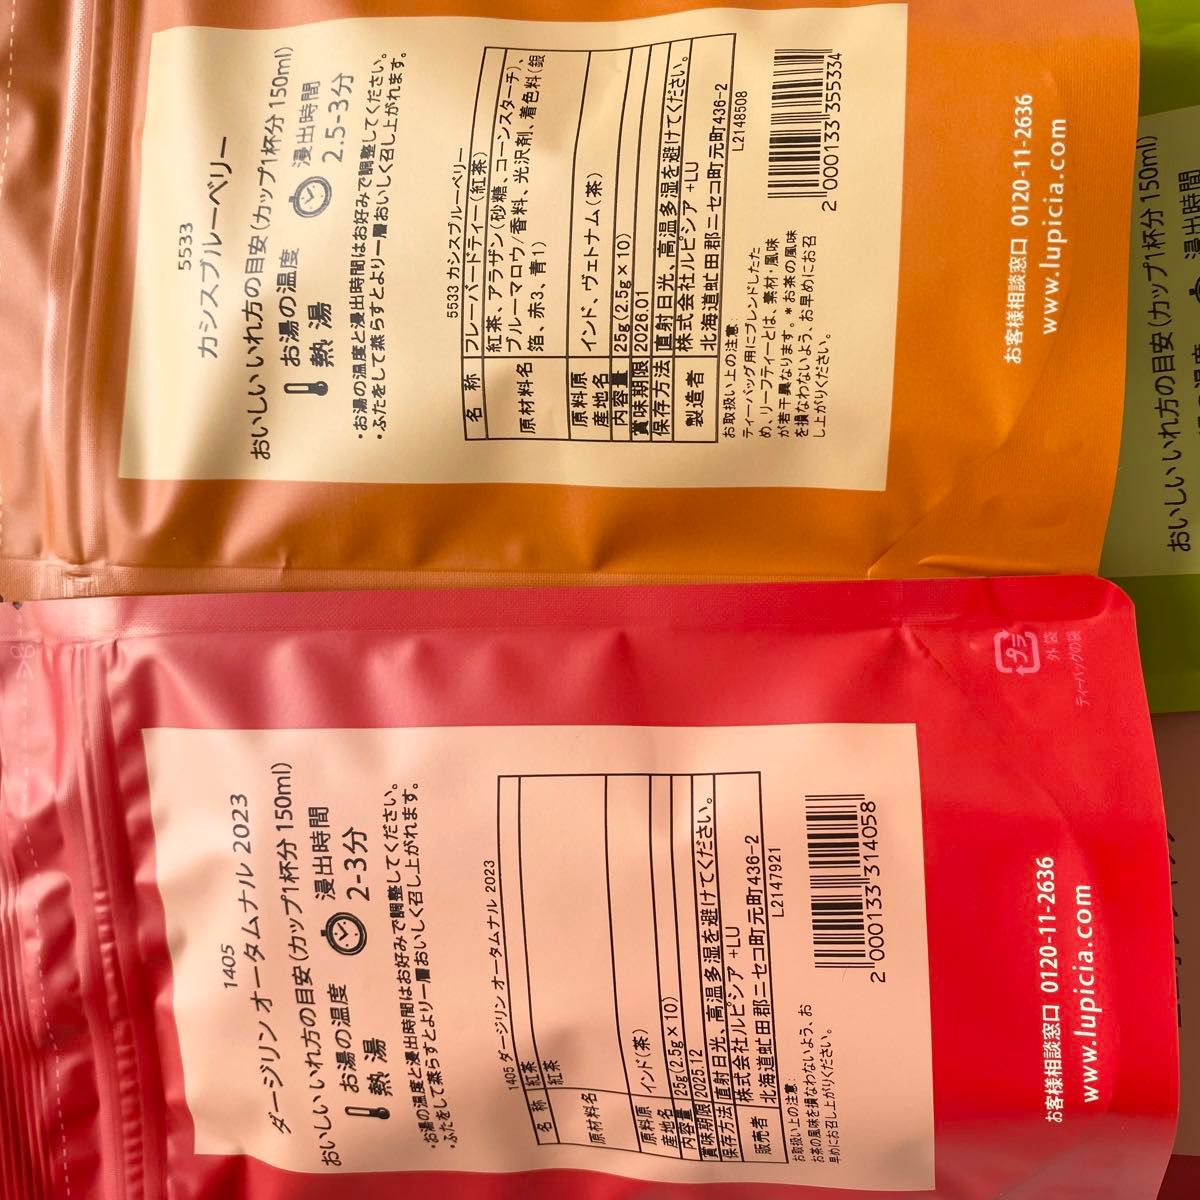 5533
カシスブルーベリー
おいしいいれ方の目安(カップ1杯分 150ml)
お湯の温度
熱湯
浸出時間
2.5-3分
・お湯の温度と浸出時間はお好みで調整してください。
・ふたをして蒸らすとより一層おいしく召し上がれます。
5533 カシスブルーベリー
名 称 フレーバードティー(紅茶)
原材料名 紅茶、アラザン(砂糖、コーンスターチ)、
ブルーマロウ/香料、光沢剤、着色料(銀
箔、赤3、青1)
原料原
産地名 インド、ヴェトナム(茶)
内容量 25g(2.5g×10)
賞味期限 2026.01
保存方法 直射日光、高温多湿を避けてください。
製造者 株式会社ルピシア +LU
北海道虻田郡ニセコ町元町436-2
L2148508
お取扱い上の注意:
ティーバッグ用にブレンドしたた
め、リーフティーとは、素材・風味
が若干異なります。*お茶の風味
を損なわないよう、お早めにお召
し上がりください。
2 000133 355334
お客様相談窓口 0120-11-2636
www.lupicia.com
1405
ダージリン オータムナル 2023
おいしいいれ方の目安(カップ1杯分 150ml)
お湯の温度
熱湯
浸出時間
2-3分
・お湯の温度と浸出時間はお好みで調整してください。
・ふたをして蒸らすとより一層おいしく召し上がれます。
1405 ダージリン オータムナル 2023
名 称 紅茶
原材料名 紅茶
原料原
産地名 インド(茶)
内容量 25g(2.5g×10)
賞味期限 2025.12
保存方法 直射日光、高温多湿を避けてください。
販売者 株式会社ルピシア +LU
北海道虻田郡ニセコ町元町436-2
L2147921
お取扱い上の注意:
お茶の風味を損なわないよう、お
早めにお召し上がりください。
2 000133 314058
お客様相談窓口 0120-11-2636
www.lupicia.com
プラ
外袋
ティーバッグの袋
おいしいいれ方の目安(カップ1杯分 150ml)
浸出時間